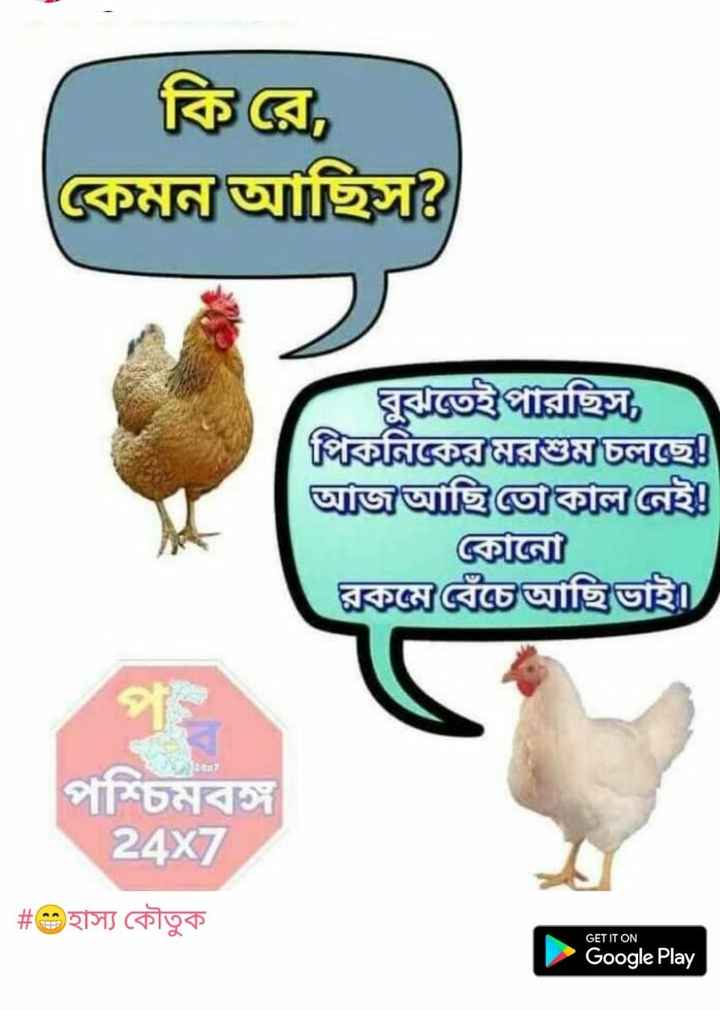 কি রে,
কেমন আছিস?
বুঝতেই পারছিস,
পিকনিকের মরশুম চলছে!
আজ আছি তো কাল নেই!
কোনো
রকমে বেঁচে আছি ভাই।
প
ব
24x7
পশ্চিমবঙ্গ
24x7
#😁হাস্য কৌতুক
GET IT ON
Google Play